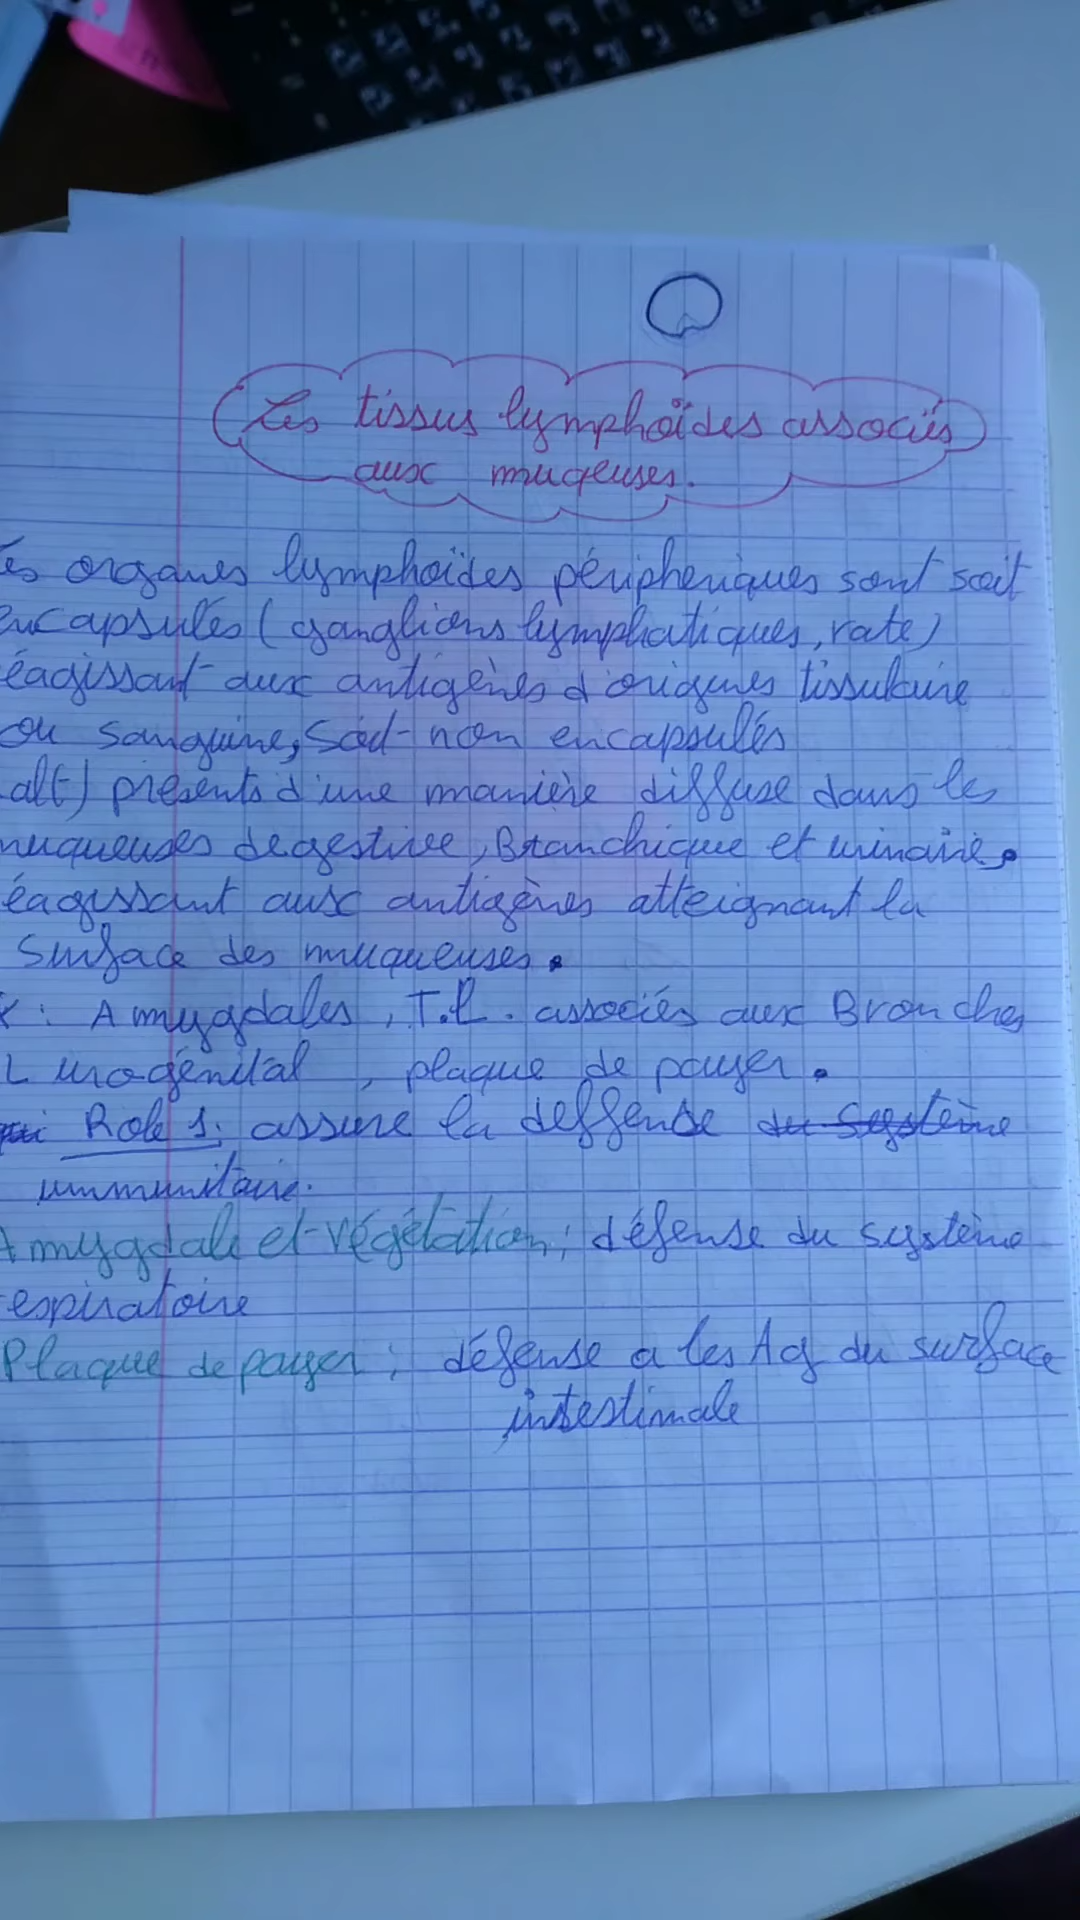 Les tissus lymphoïdes associés
aux muqeuses.
es organes lymphoïdes périphériques sont soit
encapsulés (ganglions lymphatiques, rate)
éagissant aux antigènes d'origines tissulaire
ou sanguine, Soit non encapsulés
alt) présents d'une manière diffuse dans les
muqueuses degestive, Bronchique et urinaire,
éagissant aux antigènes atteignant la
Surface des muqueuses.
x: Amygdales, T.L. associés aux Bronches
L urogénital, plaque de payer.
Role 1: assure la deffense du système
immunitaire.
Amygdale et végétation; défense du système
espiratoire
Plaque de payer; défense a les Ag du surface
intestimale